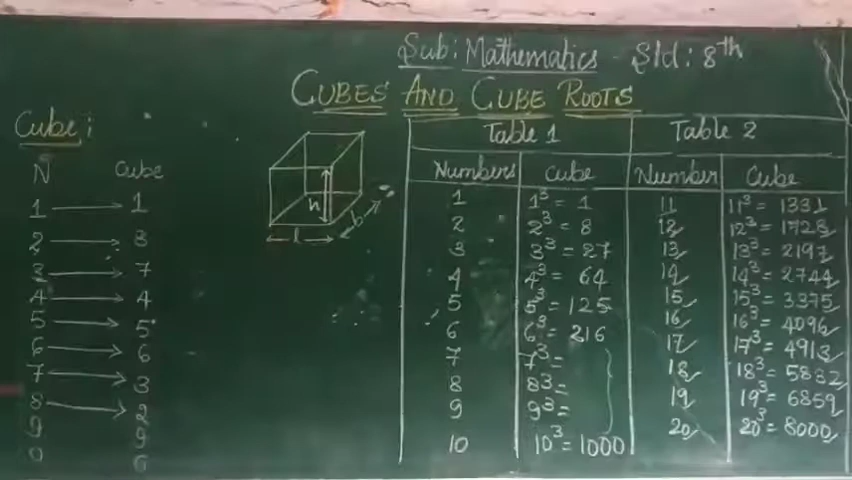 Sub: Mathematics - Std: 8th
CUBES AND CUBE ROOTS
Cube:
N Cube
1 → 1
2 → 8
3 → 7
4 → 4
5 → 5
6 → 6
7 → 3
8 → 2
9 9
0 0
h
l
b
Table 1 Table 2
Numbers Cube Number Cube
1 1³ = 1 11 11³ = 1331
2 2³ = 8 12 12³ = 1728
3 3³ = 27 13 13³ = 2197
4 4³ = 64 14 14³ = 2744
5 5³ = 125 15 15³ = 3375
6 6³ = 216 16 16³ = 4096
7 7³ = 17 17³ = 4913
8 8³ = 18 18³ = 5832
9 9³ = 19 19³ = 6859
10 10³ = 1000 20 20³ = 8000